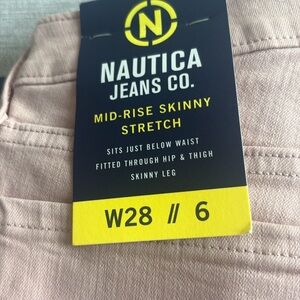 N
NAUTICA
JEANS CO.
MID-RISE SKINNY
STRETCH
SITS JUST BELOW WAIST
FITTED THROUGH HIP & THIGH
SKINNY LEG
W28 // 6